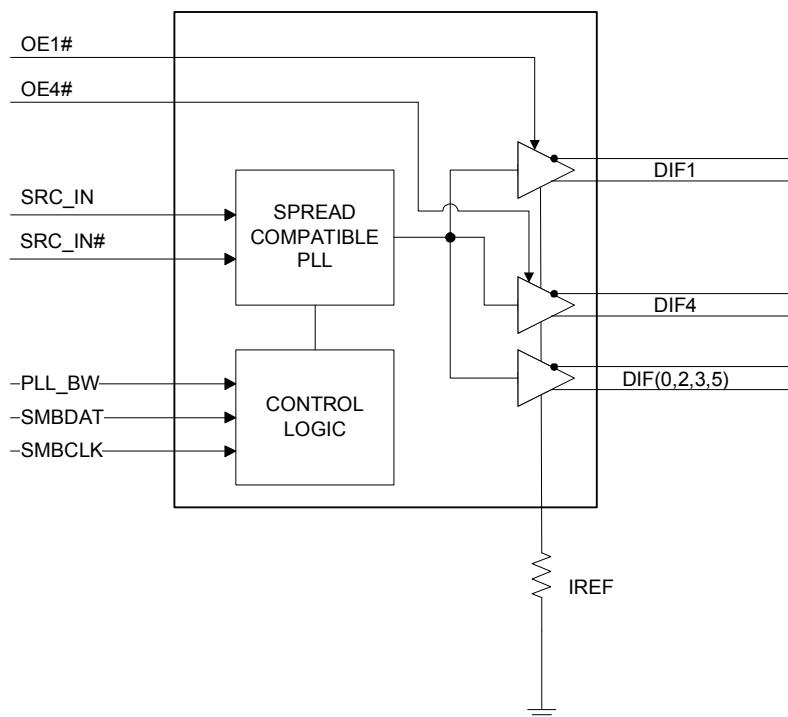 OE1#
OE4#
SRC_IN
SRC_IN#
SPREAD
COMPATIBLE
PLL
DIF1
DIF4
DIF(0,2,3,5)
PLL_BW
SMBDAT
SMBCLK
CONTROL
LOGIC
IREF